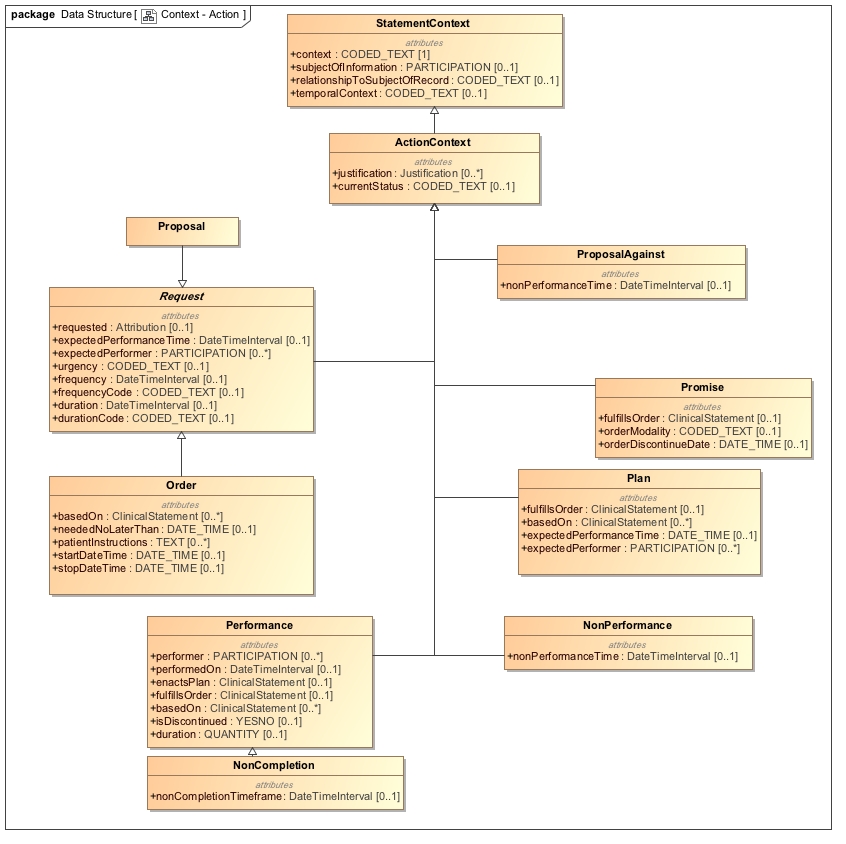 package Data Structure [ Context - Action ]
StatementContext
attributes
+context : CODED_TEXT [1]
+subjectOfInformation : PARTICIPATION [0..1]
+relationshipToSubjectOfRecord : CODED_TEXT [0..1]
+temporalContext : CODED_TEXT [0..1]
ActionContext
attributes
+justification : Justification [0..*]
+currentStatus : CODED_TEXT [0..1]
Proposal
ProposalAgainst
attributes
+nonPerformanceTime : DateTimeInterval [0..1]
Request
attributes
+requested : Attribution [0..1]
+expectedPerformanceTime : DateTimeInterval [0..1]
+expectedPerformer : PARTICIPATION [0..*]
+urgency : CODED_TEXT [0..1]
+frequency : DateTimeInterval [0..1]
+frequencyCode : CODED_TEXT [0..1]
+duration : DateTimeInterval [0..1]
+durationCode : CODED_TEXT [0..1]
Promise
attributes
+fulfillsOrder : ClinicalStatement [0..1]
+orderModality : CODED_TEXT [0..1]
+orderDiscontinueDate : DATE_TIME [0..1]
Order
attributes
+basedOn : ClinicalStatement [0..*]
+neededNoLaterThan : DATE_TIME [0..1]
+patientInstructions : TEXT [0..*]
+startDateTime : DATE_TIME [0..1]
+stopDateTime : DATE_TIME [0..1]
Plan
attributes
+fulfillsOrder : ClinicalStatement [0..1]
+basedOn : ClinicalStatement [0..*]
+expectedPerformanceTime : DATE_TIME [0..1]
+expectedPerformer : PARTICIPATION [0..*]
Performance
attributes
+performer : PARTICIPATION [0..*]
+performedOn : DateTimeInterval [0..1]
+enactsPlan : ClinicalStatement [0..1]
+fulfillsOrder : ClinicalStatement [0..1]
+basedOn : ClinicalStatement [0..*]
+isDiscontinued : YESNO [0..1]
+duration : QUANTITY [0..1]
NonPerformance
attributes
+nonPerformanceTime : DateTimeInterval [0..1]
NonCompletion
attributes
+nonCompletionTimeframe : DateTimeInterval [0..1]